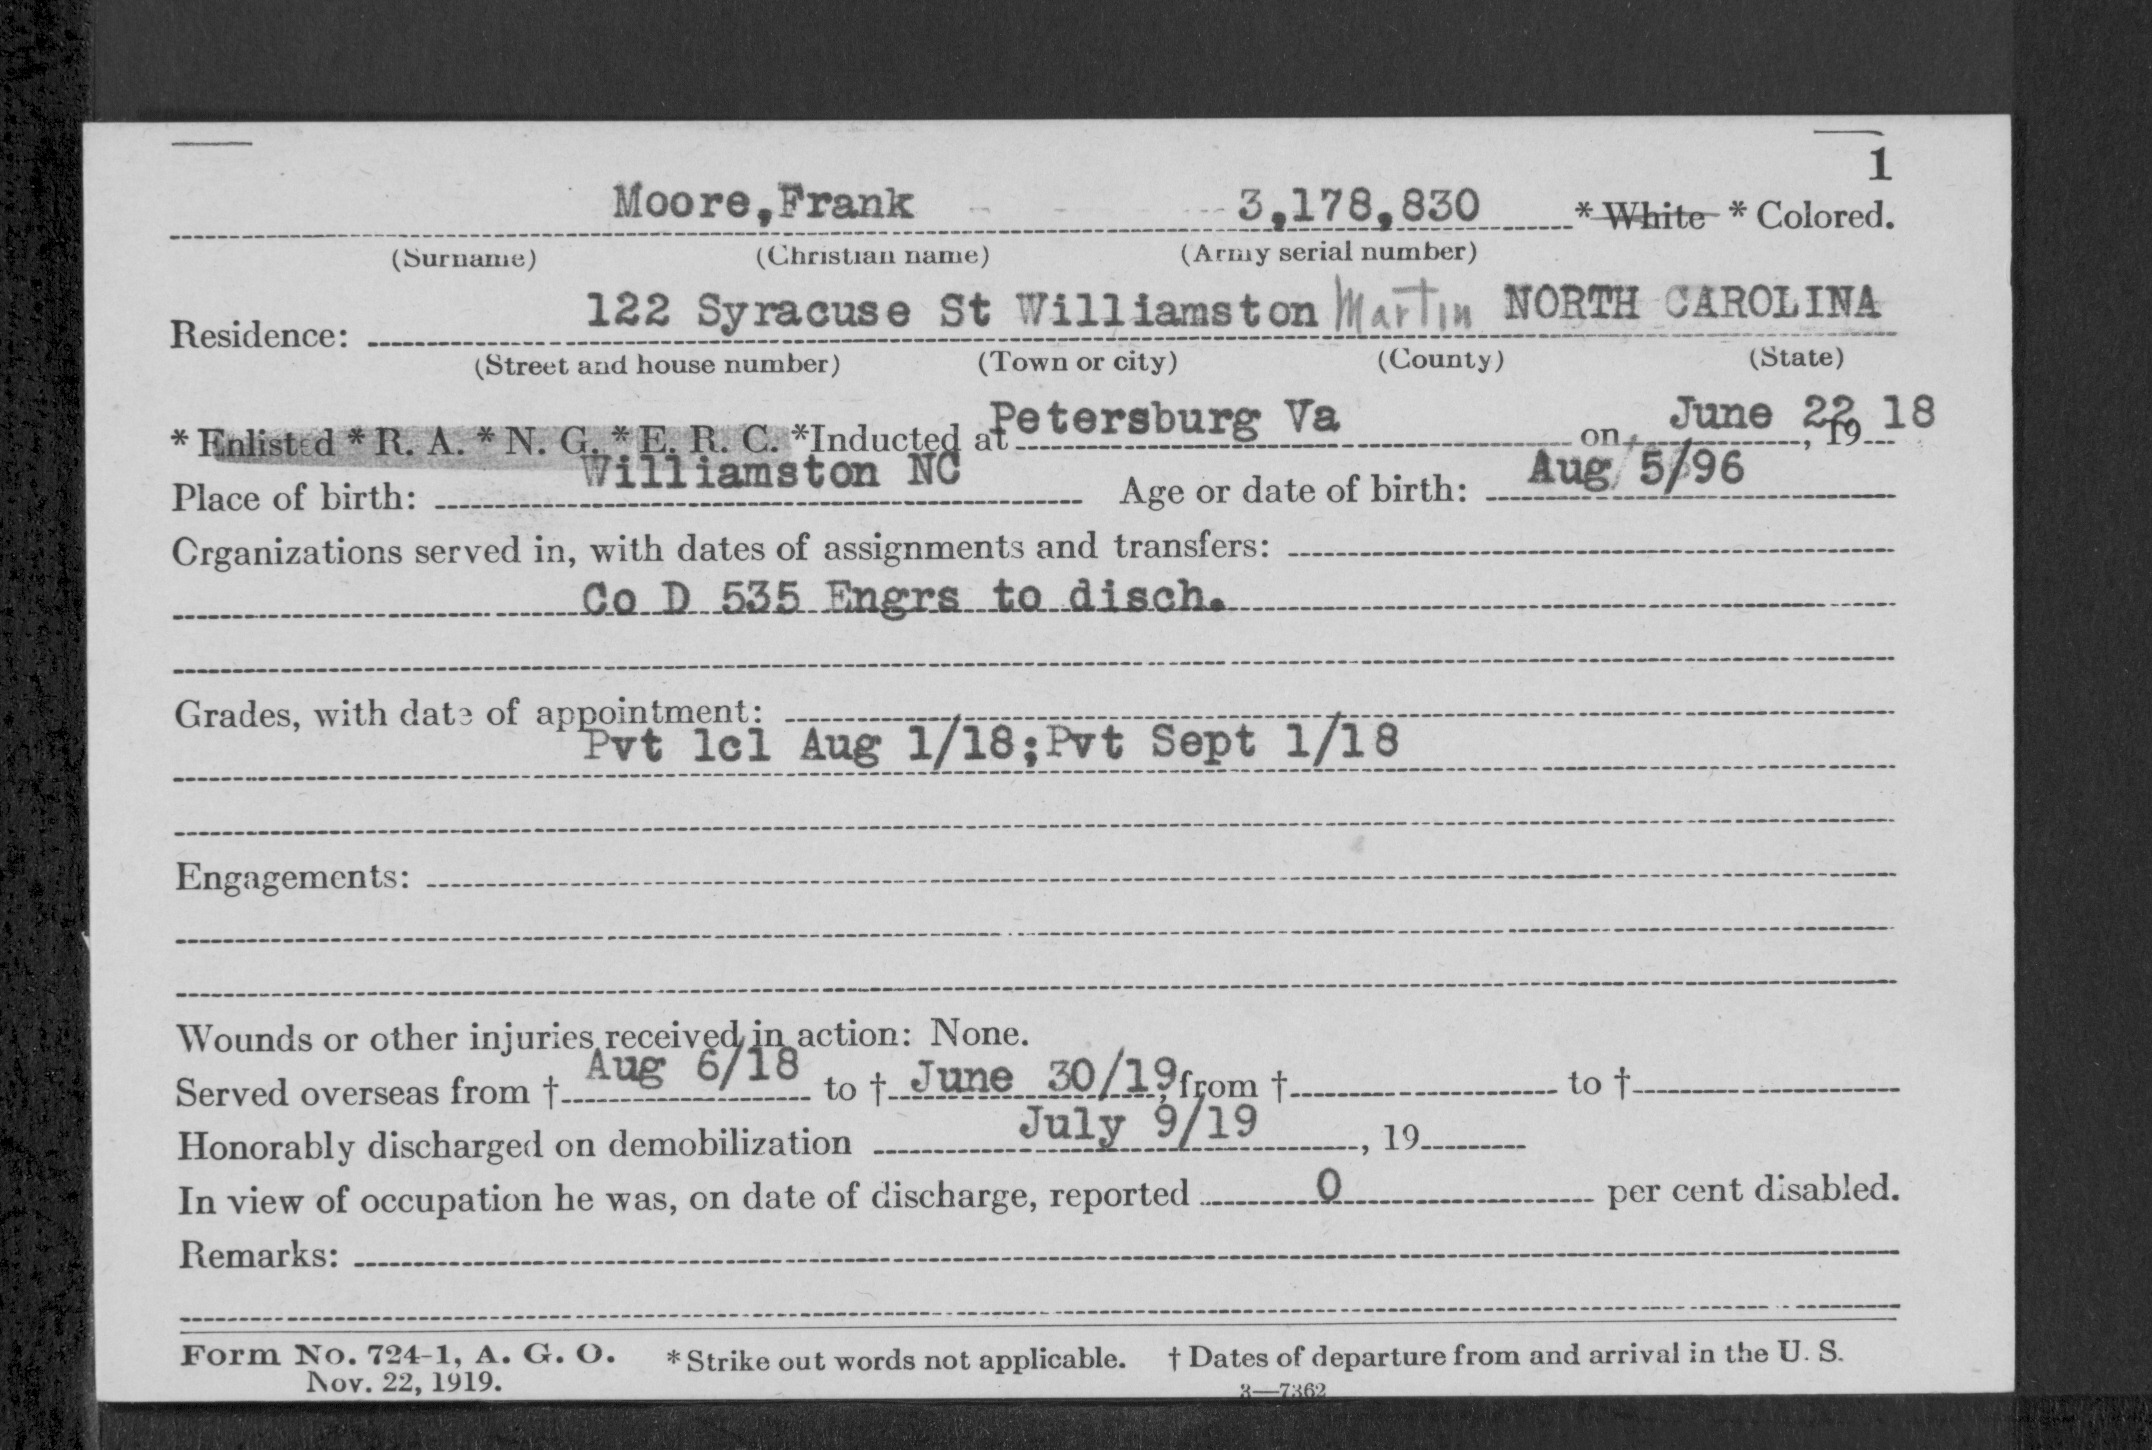 1
Moore,Frank 3,178,830 * White * Colored.
(Surname) (Christian name) (Army serial number)
Residence: 122 Syracuse St Williamston Martin NORTH CAROLINA
(Street and house number) (Town or city) (County) (State)
* Enlisted * R. A. * N. G. * E. R. C. *Inducted at Petersburg Va on June 22, 19 18
Place of birth: Williamston NC Age or date of birth: Aug 5/96
Organizations served in, with dates of assignments and transfers:
Co D 535 Engrs to disch.
Grades, with date of appointment:
Pvt 1cl Aug 1/18;Pvt Sept 1/18
Engagements:
Wounds or other injuries received in action: None.
Served overseas from † Aug 6/18 to † June 30/19, from † to †
Honorably discharged on demobilization July 9/19, 19
In view of occupation he was, on date of discharge, reported 0 per cent disabled.
Remarks:
Form No. 724-1, A. G. O. * Strike out words not applicable. † Dates of departure from and arrival in the U. S.
Nov. 22, 1919. 3—7362